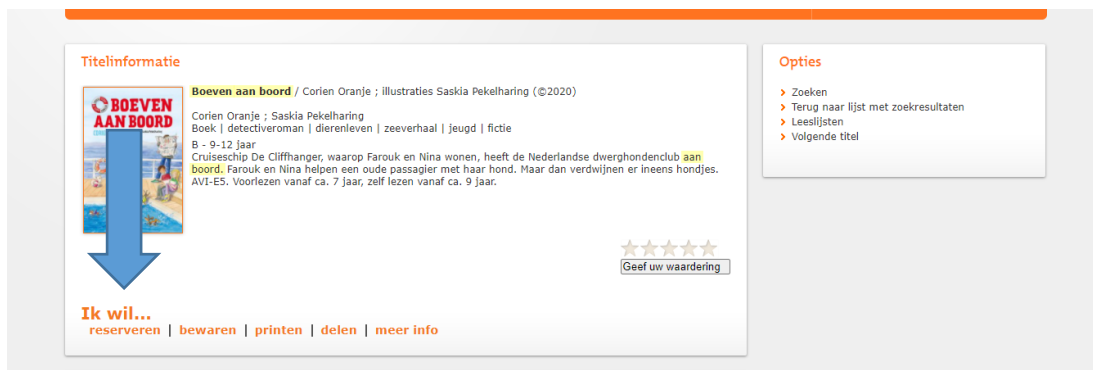 Titelinformatie
BOEVEN
AAN BOORD
Boeven aan boord / Corien Oranje ; illustraties Saskia Pekelharing (©2020)
Corien Oranje ; Saskia Pekelharing
Boek | detectiveroman | dierenleven | zeeverhaal | jeugd | fictie
B - 9-12 jaar
Cruiseschip De Cliffhanger, waarop Farouk en Nina wonen, heeft de Nederlandse dwerghondenclub aan
boord. Farouk en Nina helpen een oude passagier met haar hond. Maar dan verdwijnen er ineens hondjes.
AVI-E5. Voorlezen vanaf ca. 7 jaar, zelf lezen vanaf ca. 9 jaar.
Geef uw waardering
Ik wil...
reserveren | bewaren | printen | delen | meer info
Opties
Zoeken
Terug naar lijst met zoekresultaten
Leeslijsten
Volgende titel